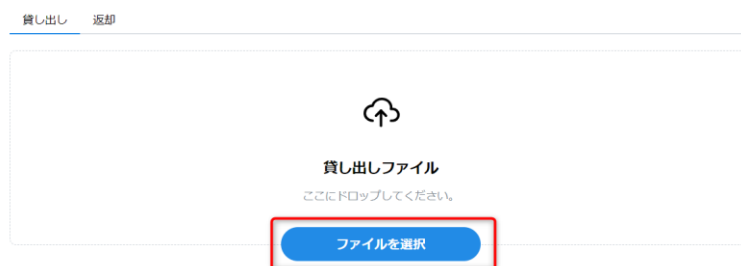 貸し出し 返却
貸し出しファイル
ここにドロップしてください。
ファイルを選択